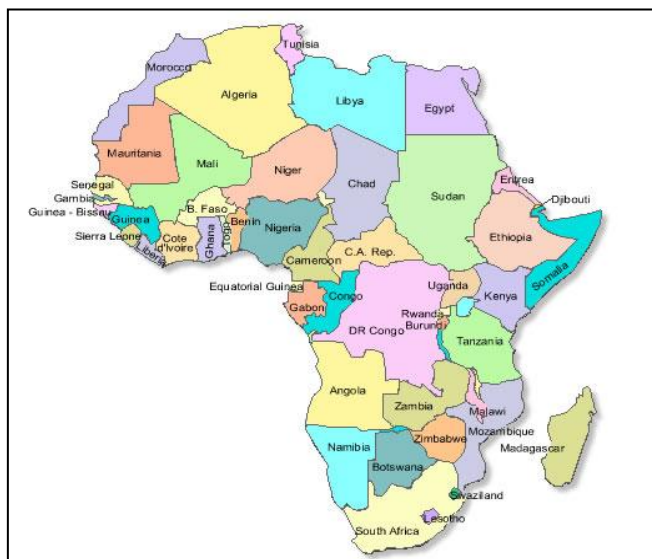 Tunisia
Morocco
Algeria
Libya
Egypt
Mauritania
Mali
Niger
Chad
Sudan
Eritrea
Senegal
Gambia
Guinea - Bissau
Guinea
B. Faso
Benin
Nigeria
Djibouti
Sierra Leone
Liberia
Cote
d'Ivoire
Ghana
Togo
Cameroon
C.A. Rep.
Ethiopia
Somalia
Equatorial Guinea
Gabon
Congo
DR Congo
Uganda
Kenya
Rwanda
Burundi
Tanzania
Angola
Zambia
Malawi
Mozambique
Madagascar
Namibia
Botswana
Zimbabwe
Swaziland
Lesotho
South Africa